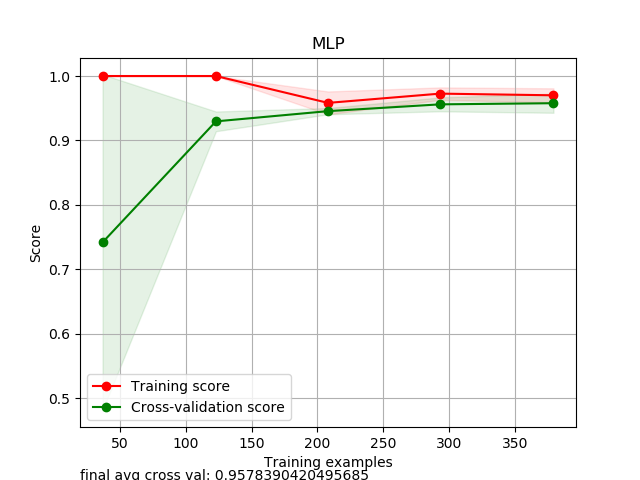 MLP
1.0
0.9
0.8
0.7
0.6
0.5
Score
Training score
Cross-validation score
50 100 150 200 250 300 350
Training examples
final avg cross val: 0.9578390420495685